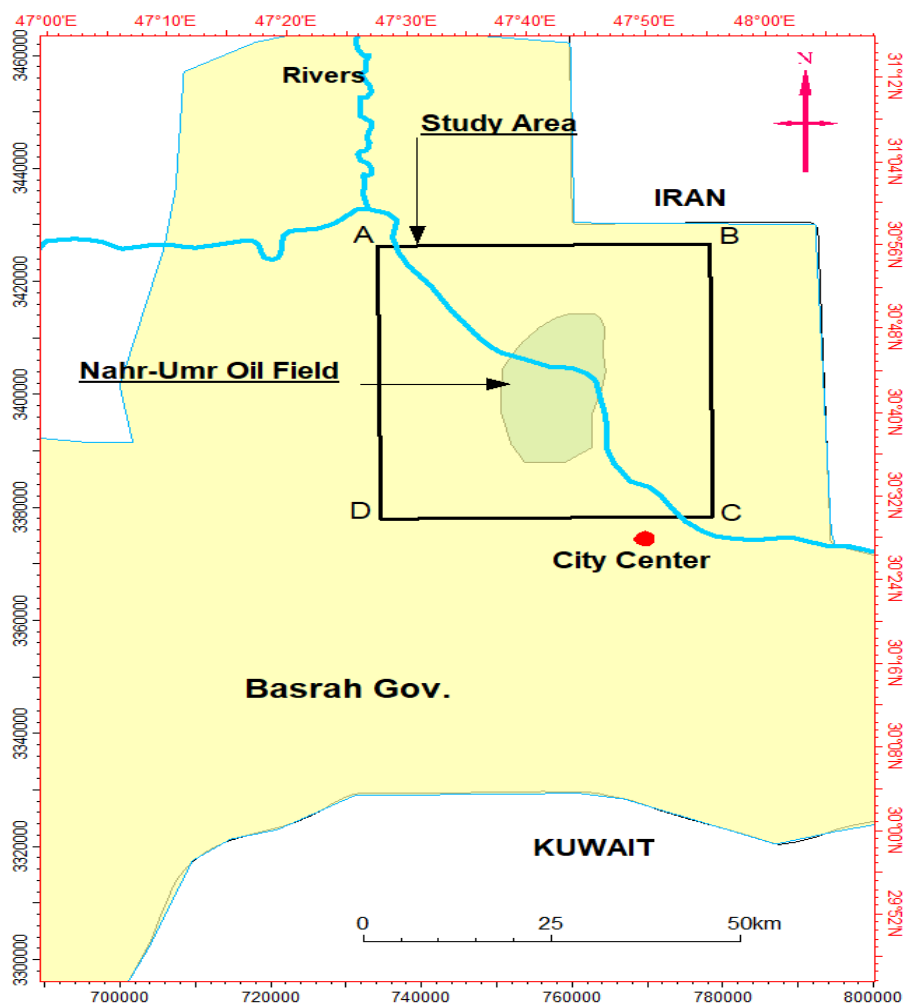 47°00'E 47°20'E 47°30'E 47°40'E 47°50'E 48°00'E
Rivers
N
Study Area
IRAN
A
B
Nahr-Umr Oil Field
D
C
City Center
Basrah Gov.
KUWAIT
0 25 50km
3460000
3440000
3420000
3400000
3380000
3360000
3340000
3320000
3300000
31°12'N
31°04'N
30°56'N
30°48'N
30°40'N
30°32'N
30°24'N
30°16'N
30°08'N
30°00'N
29°52'N
700000 720000 740000 760000 780000 800000